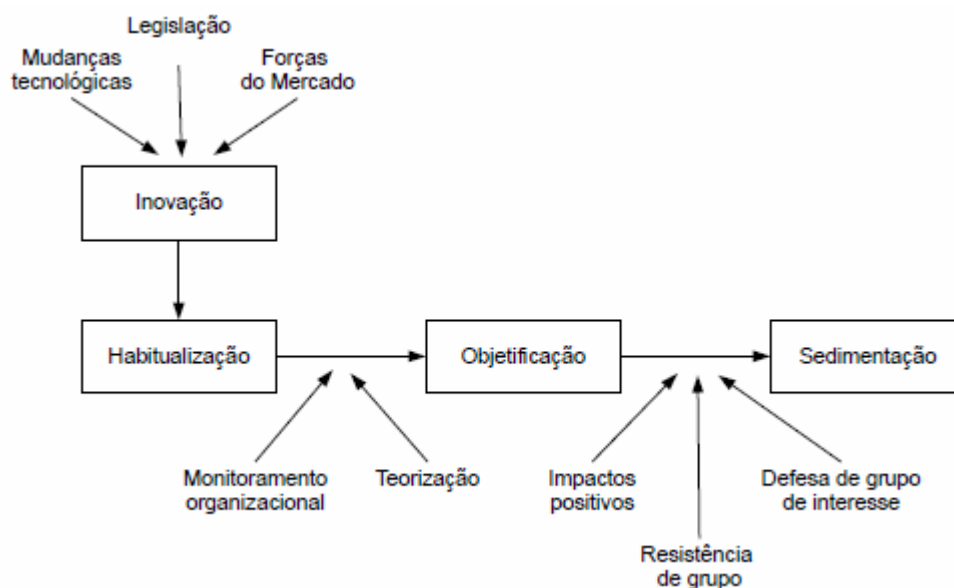 Legislação
Mudanças
tecnológicas
Forças
do Mercado
Inovação
Habitualização
Objetificação
Sedimentação
Monitoramento
organizacional
Teorização
Impactos
positivos
Defesa de grupo
de interesse
Resistência
de grupo